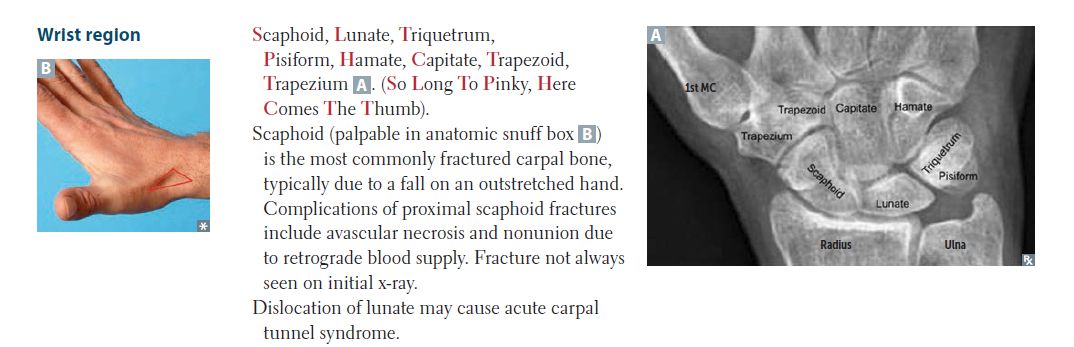 Wrist region
B
Scaphoid, Lunate, Triquetrum,
Pisiform, Hamate, Capitate, Trapezoid,
Trapezium A. (So Long To Pinky, Here
Comes The Thumb).
Scaphoid (palpable in anatomic snuff box B)
is the most commonly fractured carpal bone,
typically due to a fall on an outstretched hand.
Complications of proximal scaphoid fractures
include avascular necrosis and nonunion due
to retrograde blood supply. Fracture not always
seen on initial x-ray.
Dislocation of lunate may cause acute carpal
tunnel syndrome.
A
1st MC
Trapezoid Capitate Hamate
Trapezium
Triquetrum
Scaphoid
Pisiform
Lunate
Radius Ulna
℞
*